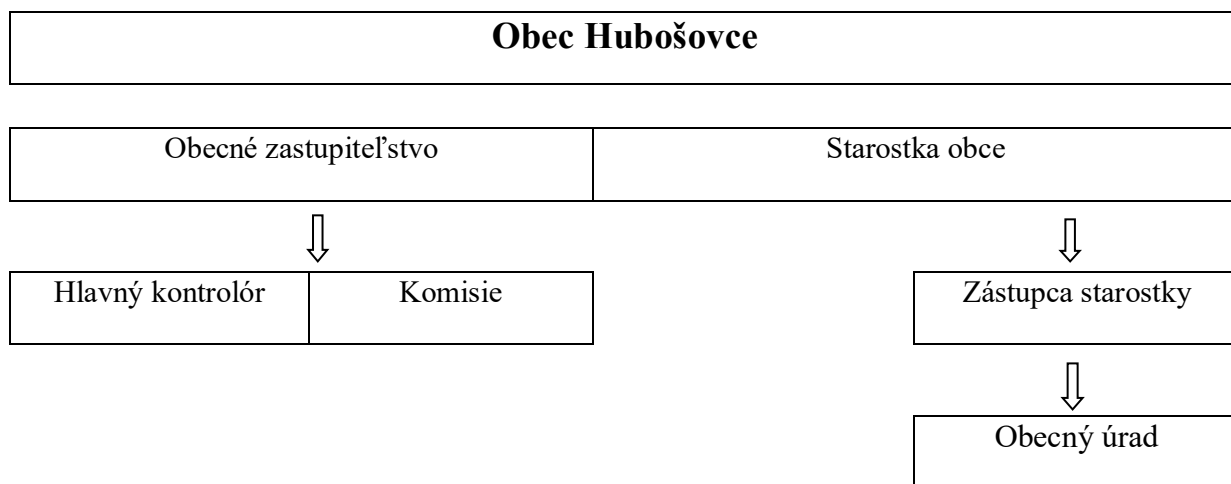 Obec Hubošovce
Obecné zastupiteľstvo
Starostka obce
Hlavný kontrolór
Komisie
Zástupca starostky
Obecný úrad